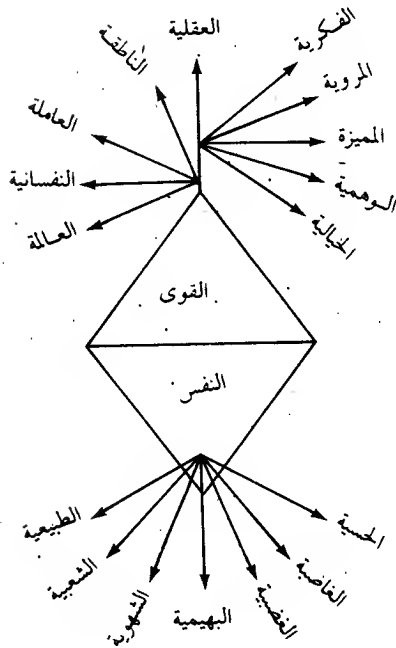 العقلية
الفكرية
المروية
المميزة
الوهمية
الخيالية
الناطقة
العاملة
النفسانية
العالمة
القوى
النفس
الحسية
الغاضبة
الغضبية
البهيمية
الشهوية
الشعبية
الطبيعية